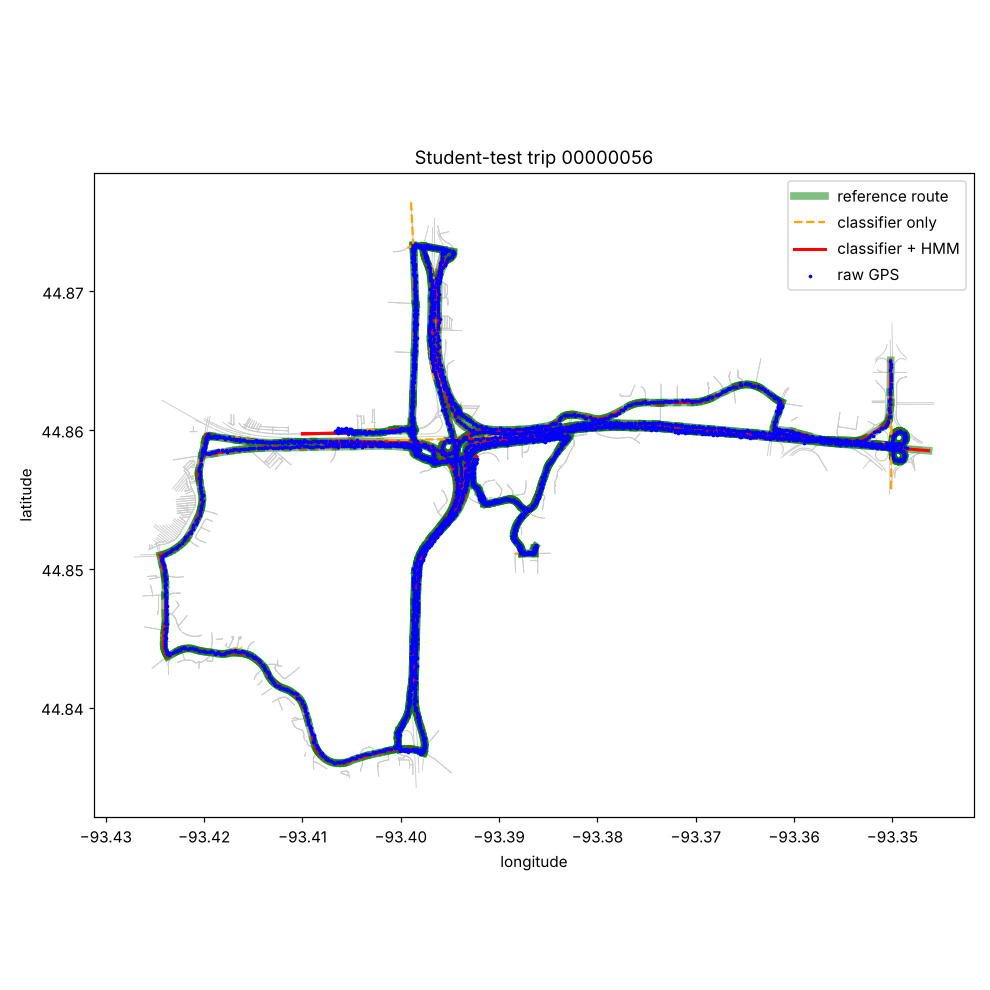 Student-test trip 00000056
reference route
classifier only
classifier + HMM
raw GPS
44.87
44.86
44.85
44.84
latitude
−93.43 −93.42 −93.41 −93.40 −93.39 −93.38 −93.37 −93.36 −93.35
longitude